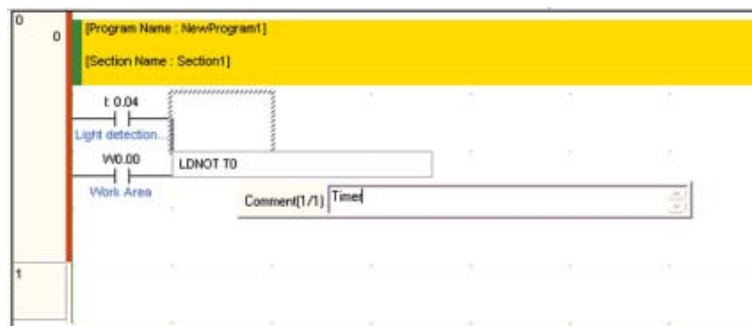 0
0
[Program Name : NewProgram1]
[Section Name : Section1]
I: 0.04
Light detection...
W0.00
LDNOT T0
Work Area
Comment(1/1) Timer
1